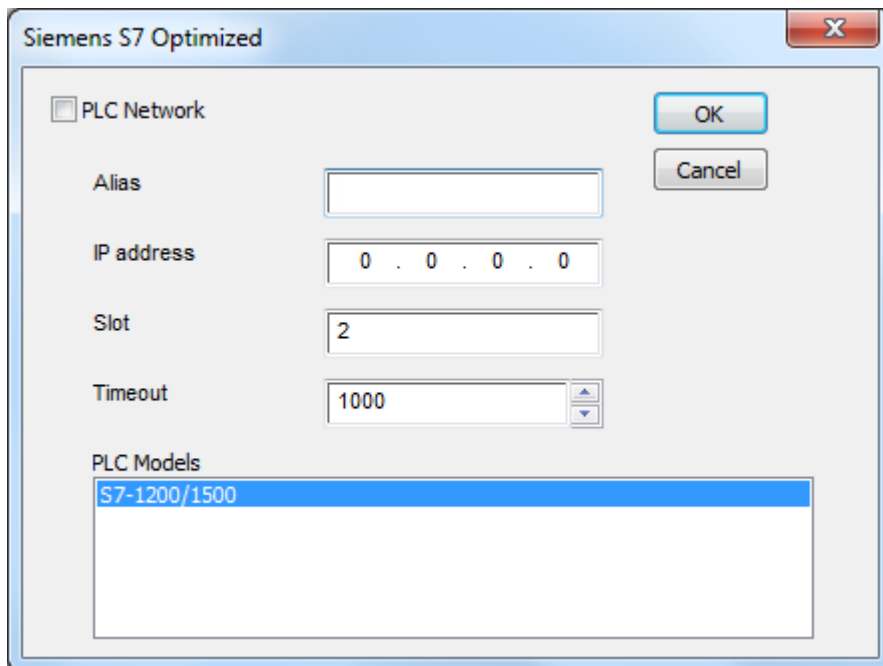 Siemens S7 Optimized
PLC Network
OK
Cancel
Alias
IP address
0 . 0 . 0 . 0
Slot
2
Timeout
1000
PLC Models
S7-1200/1500